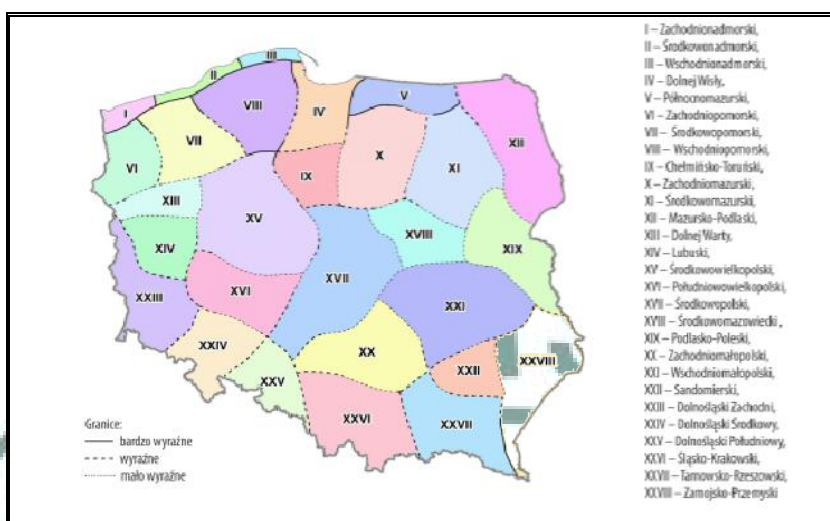 I – Zachodnionadmorski,
II – Środkowonadmorski,
III – Wschodnionadmorski,
IV – Dolnej Wisły,
V – Północnomazurski,
VI – Zachodniopomorski,
VII – Środkowopomorski,
VIII – Wschodniopomorski,
IX – Chełmińsko-Toruński,
X – Zachodniomazurski,
XI – Środkowomazurski,
XII – Mazursko-Podlaski,
XIII – Dolnej Warty,
XIV – Lubuski,
XV – Środkowowielkopolski,
XVI – Południowowielkopolski,
XVII – Środkowopolski,
XVIII – Środkowomazowiecki,
XIX – Podlasko-Poleski,
XX – Zachodniomałopolski,
XXI – Wschodniomałopolski,
XXII – Sandomierski,
XXIII – Dolnośląski Zachodni,
XXIV – Dolnośląski Środkowy,
XXV – Dolnośląski Południowy,
XXVI – Śląsko-Krakowski,
XXVII – Tarnowsko-Rzeszowski,
XXVIII – Zamojsko-Przemyski
III
II
I
VIII
IV
V
VII
XII
VI
X
XI
IX
XIII
XV
XVIII
XIV
XIX
XVII
XXIII
XVI
XXI
XXIV
XX
XXII
XXVIII
XXV
XXVI
XXVII
Granice:
bardzo wyraźne
wyraźne
mało wyraźne